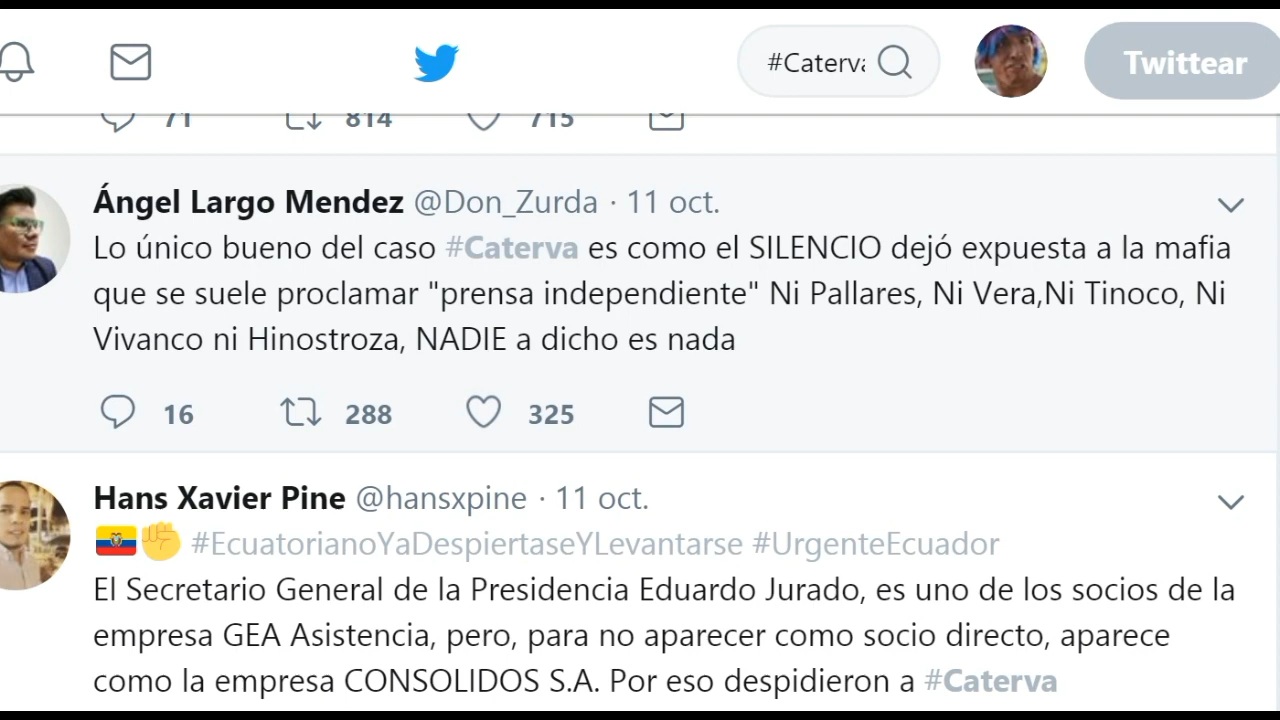 #Caterva
Twittear
71 814 715
Ángel Largo Mendez @Don_Zurda · 11 oct.
Lo único bueno del caso #Caterva es como el SILENCIO dejó expuesta a la mafia
que se suele proclamar "prensa independiente" Ni Pallares, Ni Vera,Ni Tinoco, Ni
Vivanco ni Hinostroza, NADIE a dicho es nada
16 288 325
Hans Xavier Pine @hansxpine · 11 oct.
#EcuatorianoYaDespiertaseYLevantarse #UrgenteEcuador
El Secretario General de la Presidencia Eduardo Jurado, es uno de los socios de la
empresa GEA Asistencia, pero, para no aparecer como socio directo, aparece
como la empresa CONSOLIDOS S.A. Por eso despidieron a #Caterva